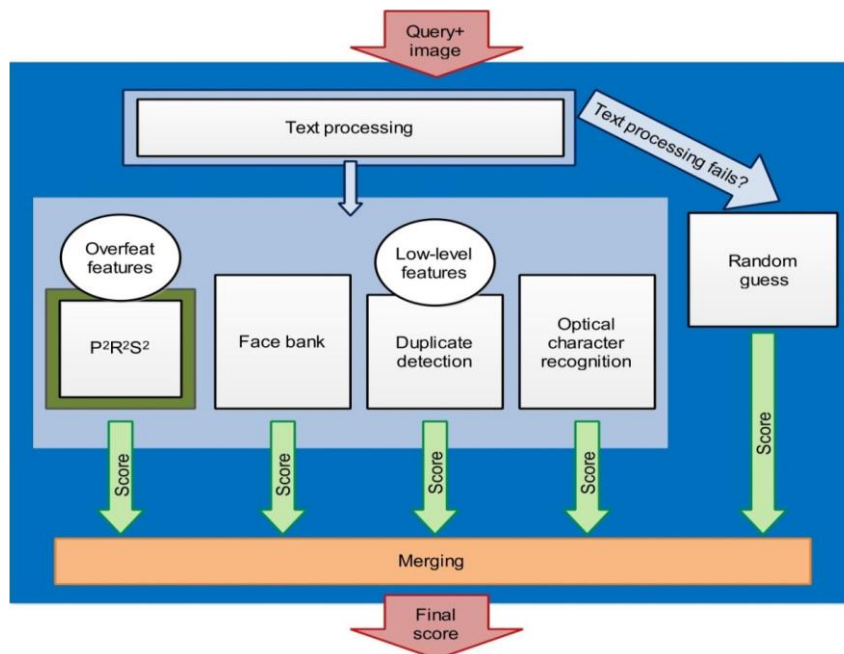 Query+
image
Text processing
Text processing fails?
Overfeat
features
Low-level
features
P²R²S²
Face bank
Duplicate
detection
Optical
character
recognition
Random
guess
Score
Score
Score
Score
Score
Merging
Final
score